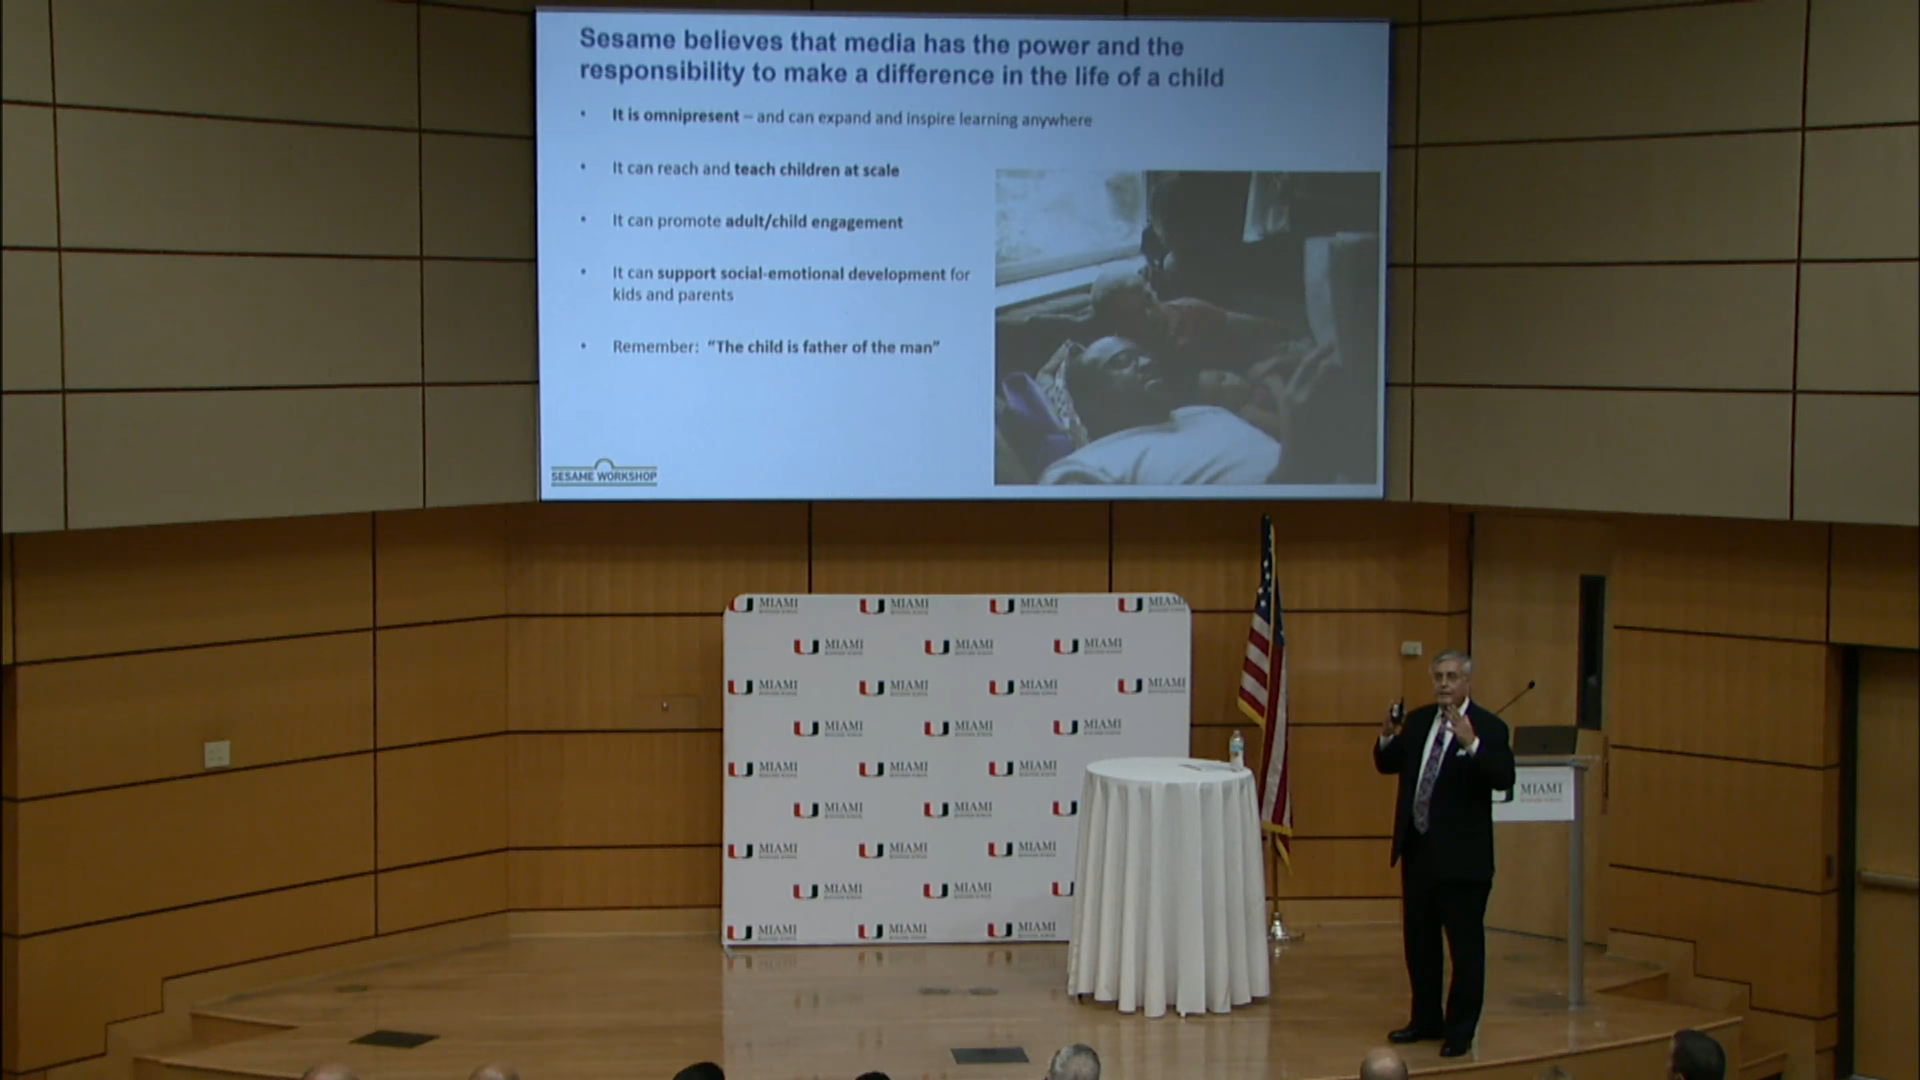 Sesame believes that media has the power and the
responsibility to make a difference in the life of a child
• It is omnipresent – and can expand and inspire learning anywhere
• It can reach and teach children at scale
• It can promote adult/child engagement
• It can support social-emotional development for
kids and parents
• Remember: “The child is father of the man”
SESAME WORKSHOP
MIAMI MIAMI MIAMI MIAMI
MIAMI MIAMI MIAMI
MIAMI MIAMI MIAMI MIAMI
MIAMI MIAMI MIAMI
MIAMI MIAMI MIAMI
MIAMI MIAMI
MIAMI MIAMI MIAMI
MIAMI MIAMI
MIAMI MIAMI MIAMI
MIAMI